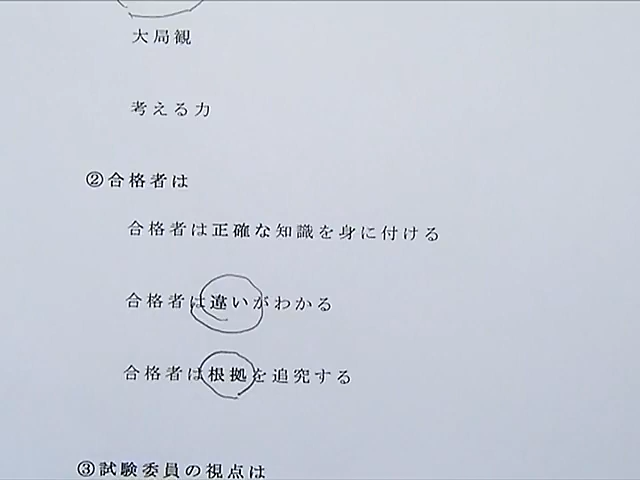 大局観
考える力
②合格者は
合格者は正確な知識を身に付ける
合格者は違いがわかる
合格者は根拠を追究する
③試験委員の視点は